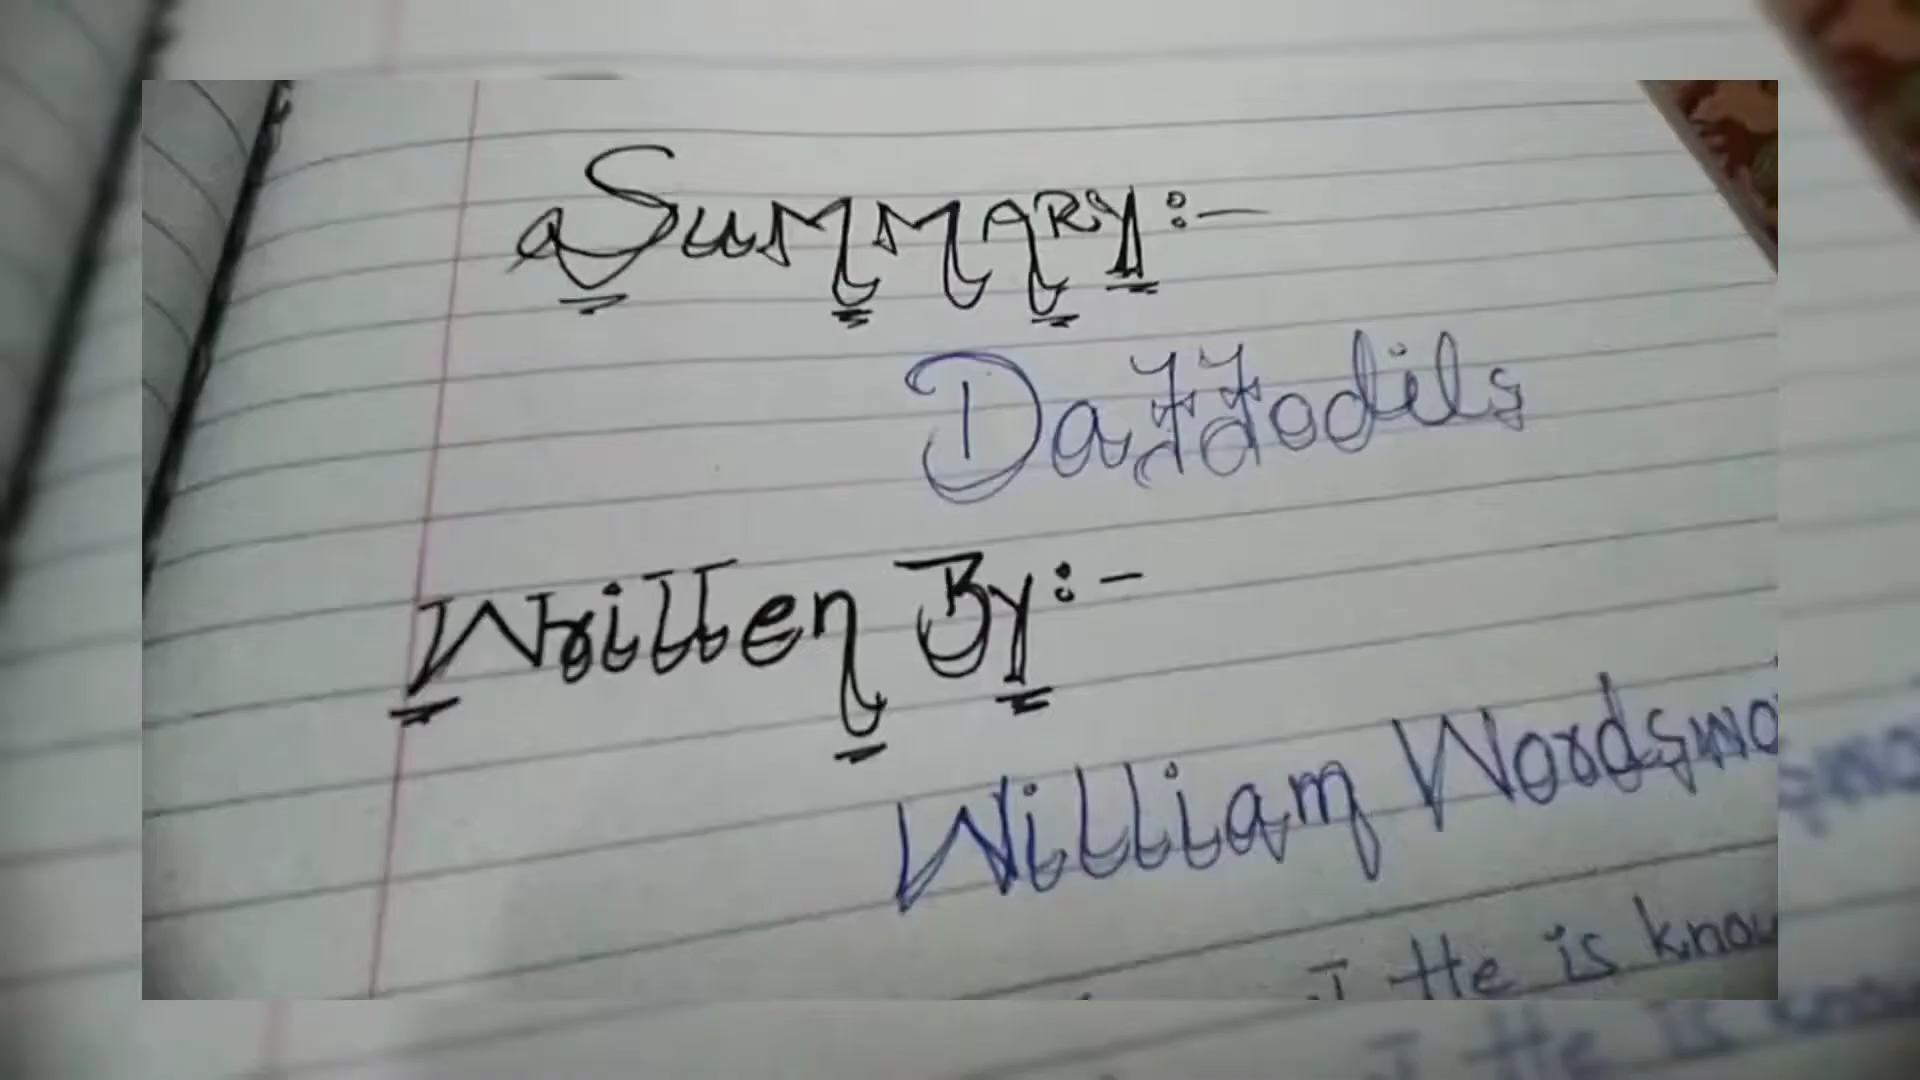 Summary:-
Daffodils
Written By:-
William Wordswo
He is know